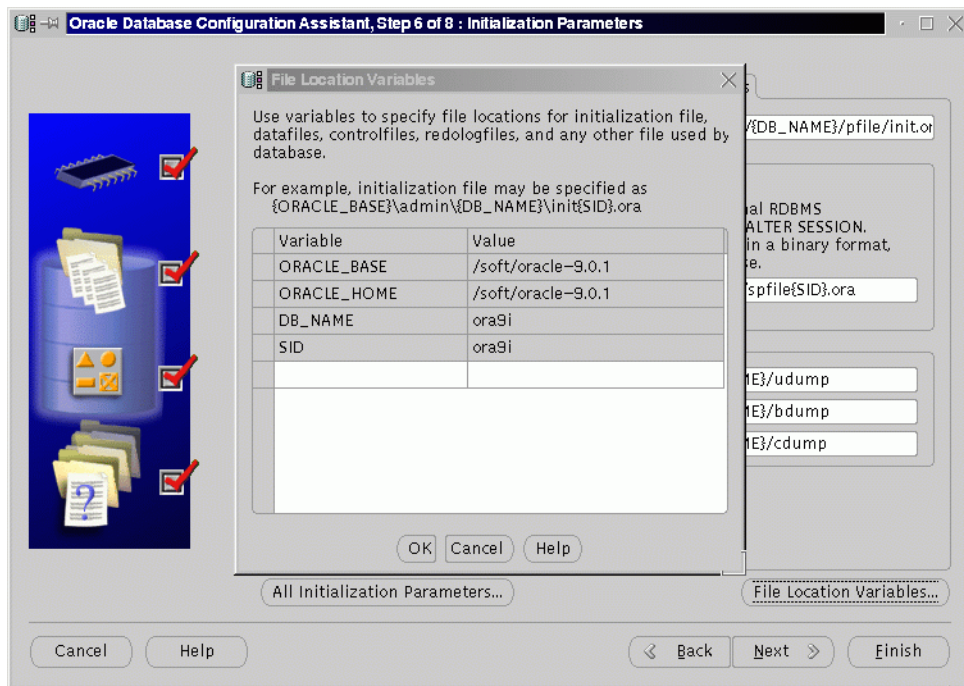 Oracle Database Configuration Assistant, Step 6 of 8 : Initialization Parameters
File Location Variables
Use variables to specify file locations for initialization file,
datafiles, controlfiles, redologfiles, and any other file used by
database.
For example, initialization file may be specified as
{ORACLE_BASE}\admin\{DB_NAME}\init{SID}.ora
Variable Value
ORACLE_BASE /soft/oracle-9.0.1
ORACLE_HOME /soft/oracle-9.0.1
DB_NAME ora9i
SID ora9i
OK Cancel Help
/{DB_NAME}/pfile/init.or
RDBMS
ALTER SESSION.
in a binary format,
/spfile{SID}.ora
/udump
/bdump
/cdump
All Initialization Parameters... File Location Variables...
Cancel Help Back Next Finish